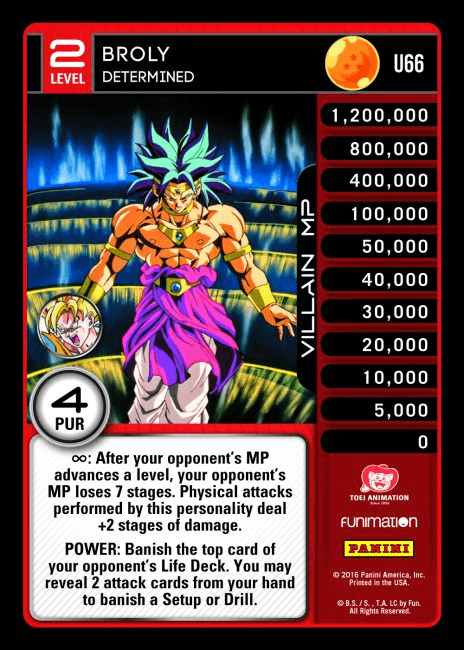 2
LEVEL
BROLY
DETERMINED
U66
1,200,000
800,000
400,000
100,000
50,000
40,000
30,000
20,000
10,000
5,000
0
VILLAIN MP
4
PUR
∞: After your opponent's MP
advances a level, your opponent's
MP loses 7 stages. Physical attacks
performed by this personality deal
+2 stages of damage.
POWER: Banish the top card of
your opponent's Life Deck. You may
reveal 2 attack cards from your hand
to banish a Setup or Drill.
TOEI ANIMATION
Since 1956
FUNIMATION
PANINI
© 2016 Panini America, Inc.
Printed in the USA.
© B.S. / S. , T.A. LC by Fun.
All Rights Reserved.